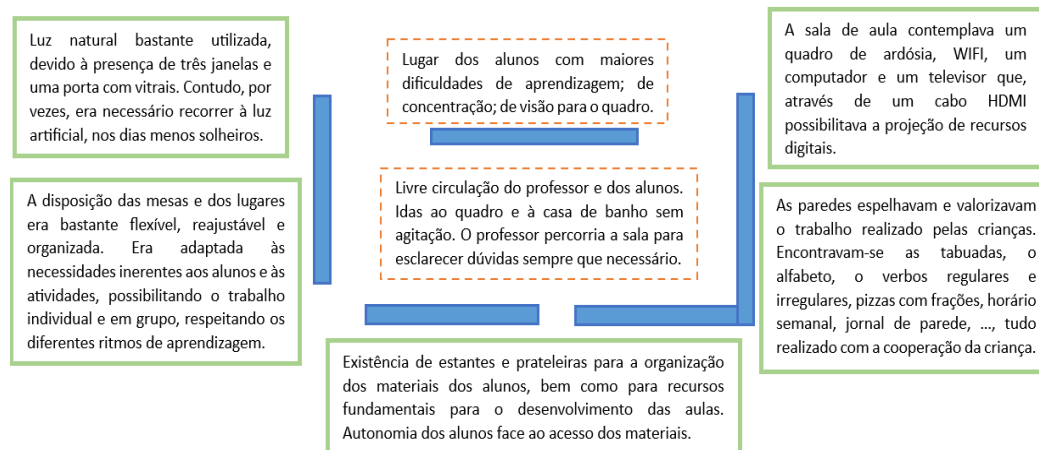 Luz natural bastante utilizada,
devido à presença de três janelas e
uma porta com vitrais. Contudo, por
vezes, era necessário recorrer à luz
artificial, nos dias menos solheiros.
Lugar dos alunos com maiores
dificuldades de aprendizagem; de
concentração; de visão para o quadro.
A sala de aula contemplava um
quadro de ardósia, WIFI, um
computador e um televisor que,
através de um cabo HDMI
possibilitava a projeção de recursos
digitais.
A disposição das mesas e dos lugares
era bastante flexível, reajustável e
organizada. Era adaptada às
necessidades inerentes aos alunos e às
atividades, possibilitando o trabalho
individual e em grupo, respeitando os
diferentes ritmos de aprendizagem.
Livre circulação do professor e dos alunos.
Idas ao quadro e à casa de banho sem
agitação. O professor percorria a sala para
esclarecer dúvidas sempre que necessário.
As paredes espelhavam e valorizavam
o trabalho realizado pelas crianças.
Encontravam-se as tabuadas, o
alfabeto, o verbos regulares e
irregulares, pizzas com frações, horário
semanal, jornal de parede, ..., tudo
realizado com a cooperação da criança.
Existência de estantes e prateleiras para a organização
dos materiais dos alunos, bem como para recursos
fundamentais para o desenvolvimento das aulas.
Autonomia dos alunos face ao acesso dos materiais.